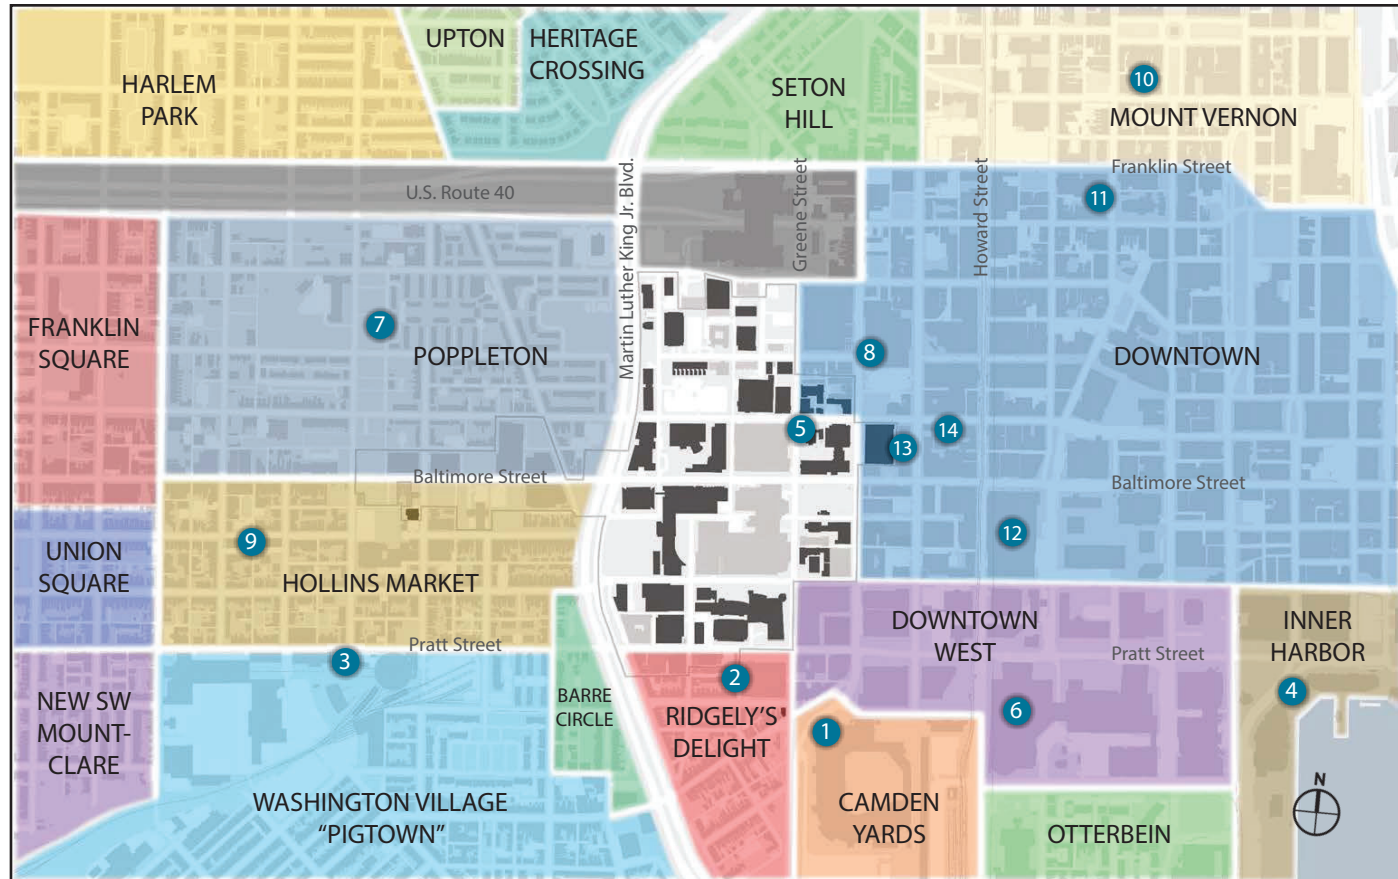 UPTON
HERITAGE
CROSSING
HARLEM
PARK
SETON
HILL
10
MOUNT VERNON
Franklin Street
U.S. Route 40
Martin Luther King Jr. Blvd.
Greene Street
Howard Street
11
FRANKLIN
SQUARE
7
POPPLETON
8
DOWNTOWN
5
14
13
Baltimore Street
Baltimore Street
UNION
SQUARE
9
HOLLINS MARKET
12
DOWNTOWN
WEST
INNER
HARBOR
Pratt Street
Pratt Street
3
2
4
NEW SW
MOUNT-
CLARE
BARRE
CIRCLE
RIDGELY'S
DELIGHT
1
6
WASHINGTON VILLAGE
“PIGTOWN”
CAMDEN
YARDS
OTTERBEIN
N